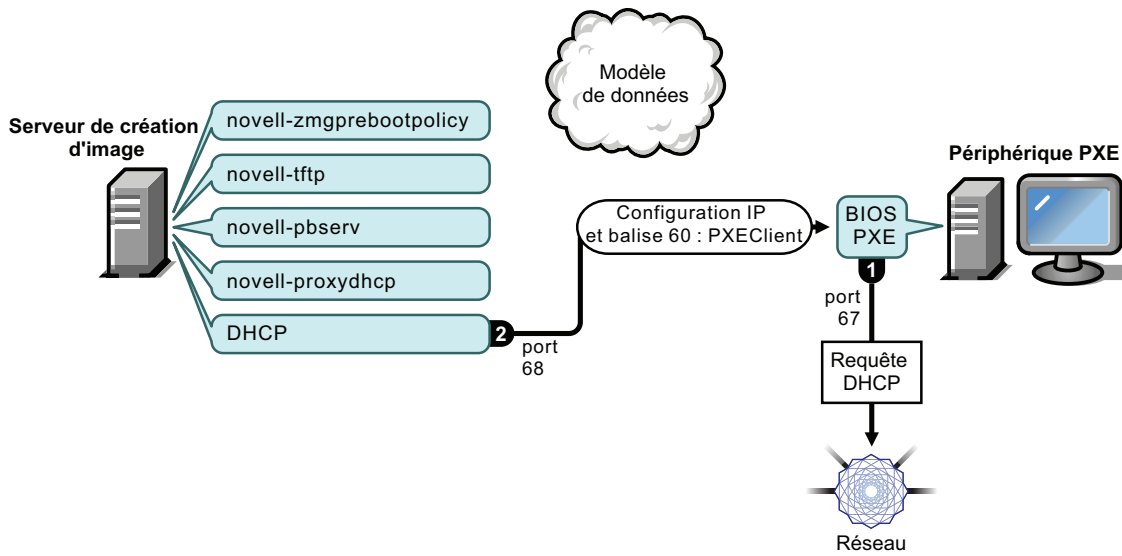 Modèle
de données
Serveur de création
d'image
novell-zmgprebootpolicy
novell-tftp
novell-pbserv
novell-proxydhcp
DHCP
2
port
68
Configuration IP
et balise 60 : PXEClient
BIOS
PXE
1
Périphérique PXE
port
67
Requête
DHCP
Réseau